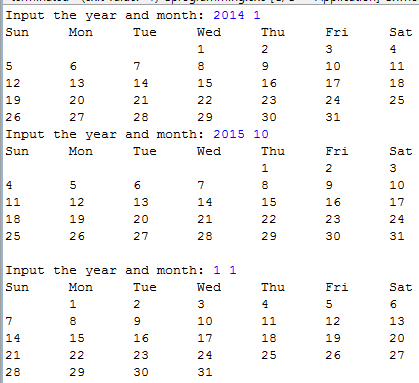 Input the year and month: 2014 1
Sun Mon Tue Wed Thu Fri Sat
1 2 3 4
5 6 7 8 9 10 11
12 13 14 15 16 17 18
19 20 21 22 23 24 25
26 27 28 29 30 31
Input the year and month: 2015 10
Sun Mon Tue Wed Thu Fri Sat
1 2 3
4 5 6 7 8 9 10
11 12 13 14 15 16 17
18 19 20 21 22 23 24
25 26 27 28 29 30 31
Input the year and month: 1 1
Sun Mon Tue Wed Thu Fri Sat
1 2 3 4 5 6
7 8 9 10 11 12 13
14 15 16 17 18 19 20
21 22 23 24 25 26 27
28 29 30 31